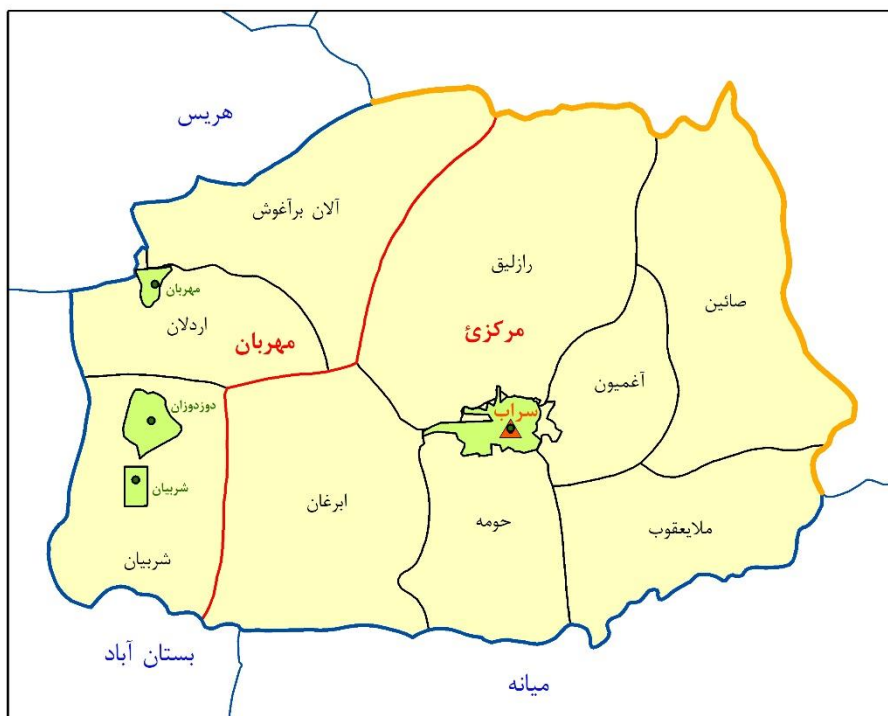 هریس
آلان برآغوش
رازلیق
صائین
مهربان
اردلان
مهربان
مرکزئ
آغمیون
دوزدوزان
سراب
شربیان
ابرغان
حومه
ملایعقوب
شربیان
بستان آباد
میانه